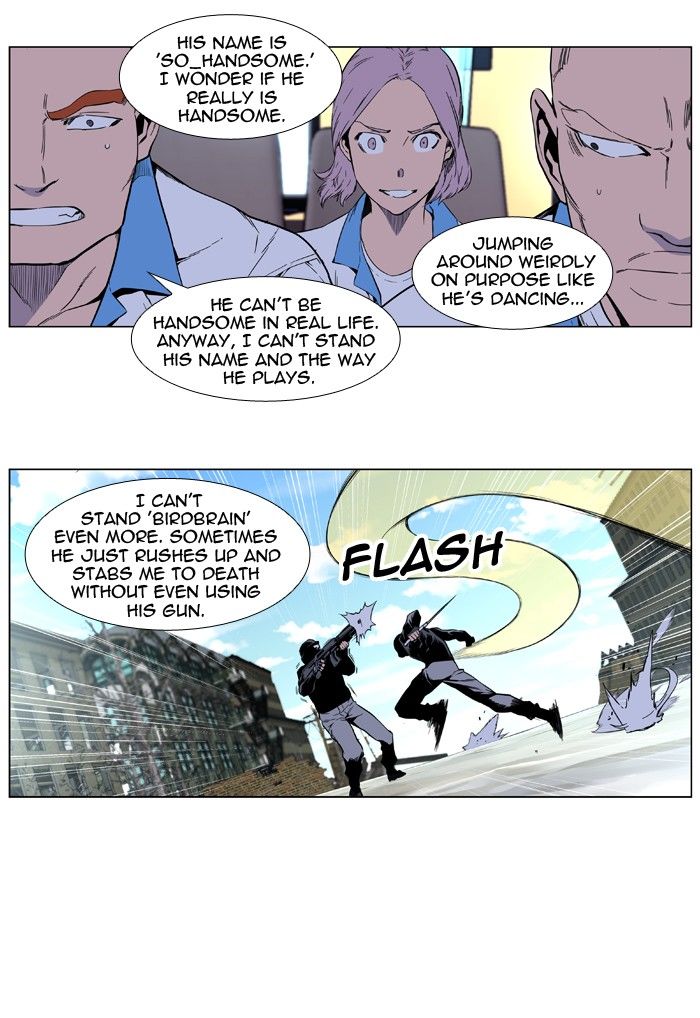 HIS NAME IS
'SO_HANDSOME.'
I WONDER IF HE
REALLY IS
HANDSOME.
HE CAN'T BE
HANDSOME IN REAL LIFE.
ANYWAY, I CAN'T STAND
HIS NAME AND THE WAY
HE PLAYS.
JUMPING
AROUND WEIRDLY
ON PURPOSE LIKE
HE'S DANCING...
I CAN'T
STAND 'BIRDBRAIN'
EVEN MORE. SOMETIMES
HE JUST RUSHES UP AND
STABS ME TO DEATH
WITHOUT EVEN USING
HIS GUN.
FLASH